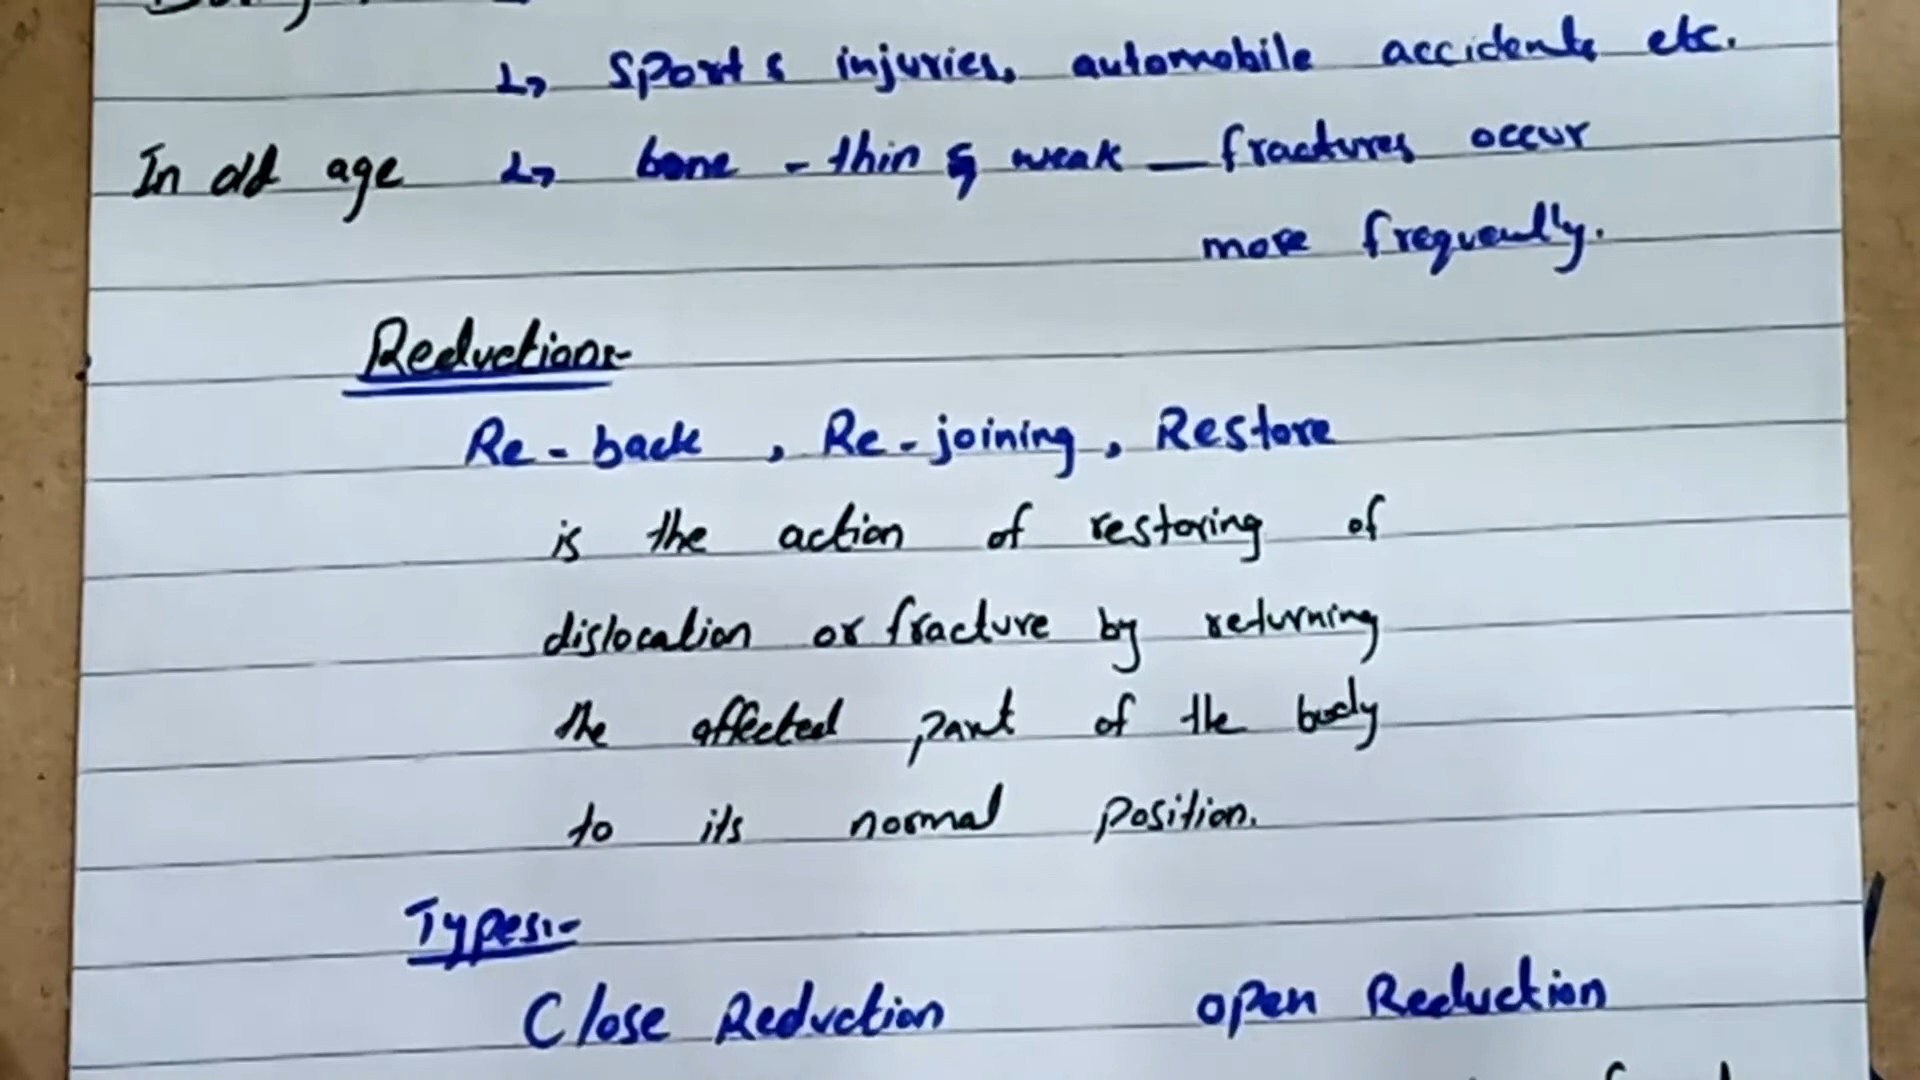 ↳ Sports injuries, automobile accidents etc.
In old age ↳ bone - thin & weak — fractures occur
more frequently.
Reduction:-
Re - back , Re - joining , Restore
is the action of restoring of
dislocation or fracture by returning
the affected part of the body
to its normal position.
Types:-
Close Reduction open Reduction